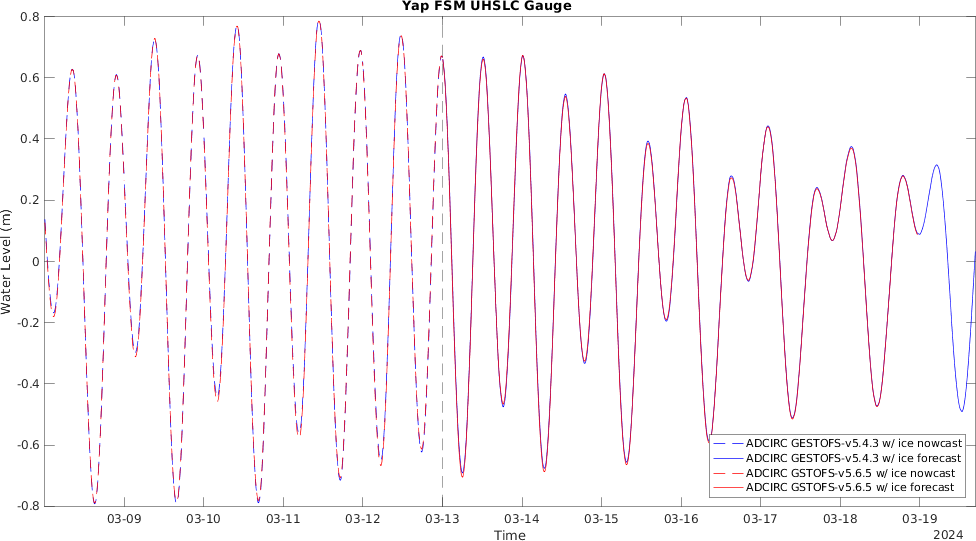 Yap FSM UHSLC Gauge
0.8
0.6
0.4
0.2
0
-0.2
-0.4
-0.6
-0.8
Water Level (m)
ADCIRC GESTOFS-v5.4.3 w/ ice nowcast
ADCIRC GESTOFS-v5.4.3 w/ ice forecast
ADCIRC GSTOFS-v5.6.5 w/ ice nowcast
ADCIRC GSTOFS-v5.6.5 w/ ice forecast
03-09 03-10 03-11 03-12 03-13 03-14 03-15 03-16 03-17 03-18 03-19
Time
2024